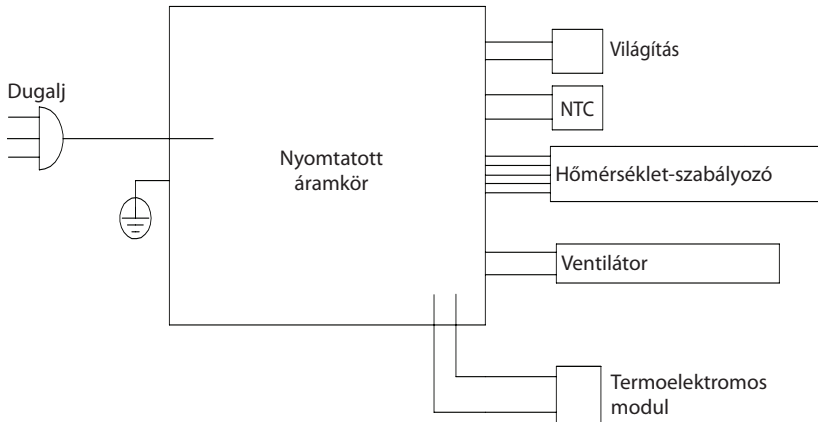 Dugalj
Nyomtatott
áramkör
Világítás
NTC
Hőmérséklet-szabályozó
Ventilátor
Termoelektromos
modul